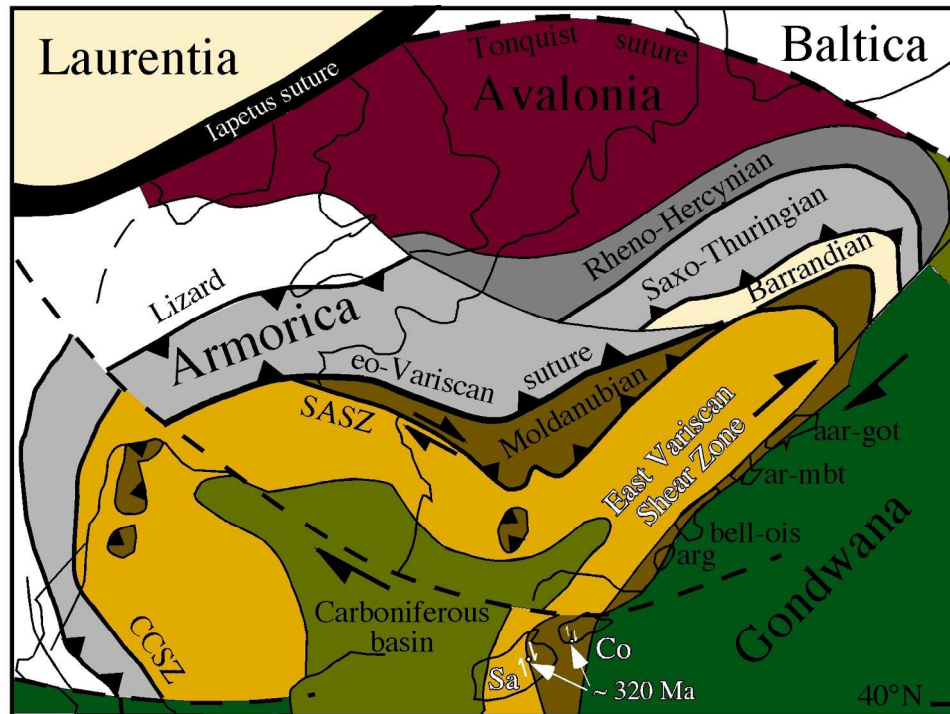 Laurentia
Iapetus suture
Tonquist suture
Baltica
Avalonia
Rheno-Hercynian
Saxo-Thuringian
Barrandian
Lizard
Armorica
eo-Variscan
suture
SASZ
Moldanubian
East Variscan
Shear Zone
aar-got
ar-mbt
bell-ois
arg
Gondwana
Carboniferous
basin
CCSZ
Sa
Co
~ 320 Ma
40°N